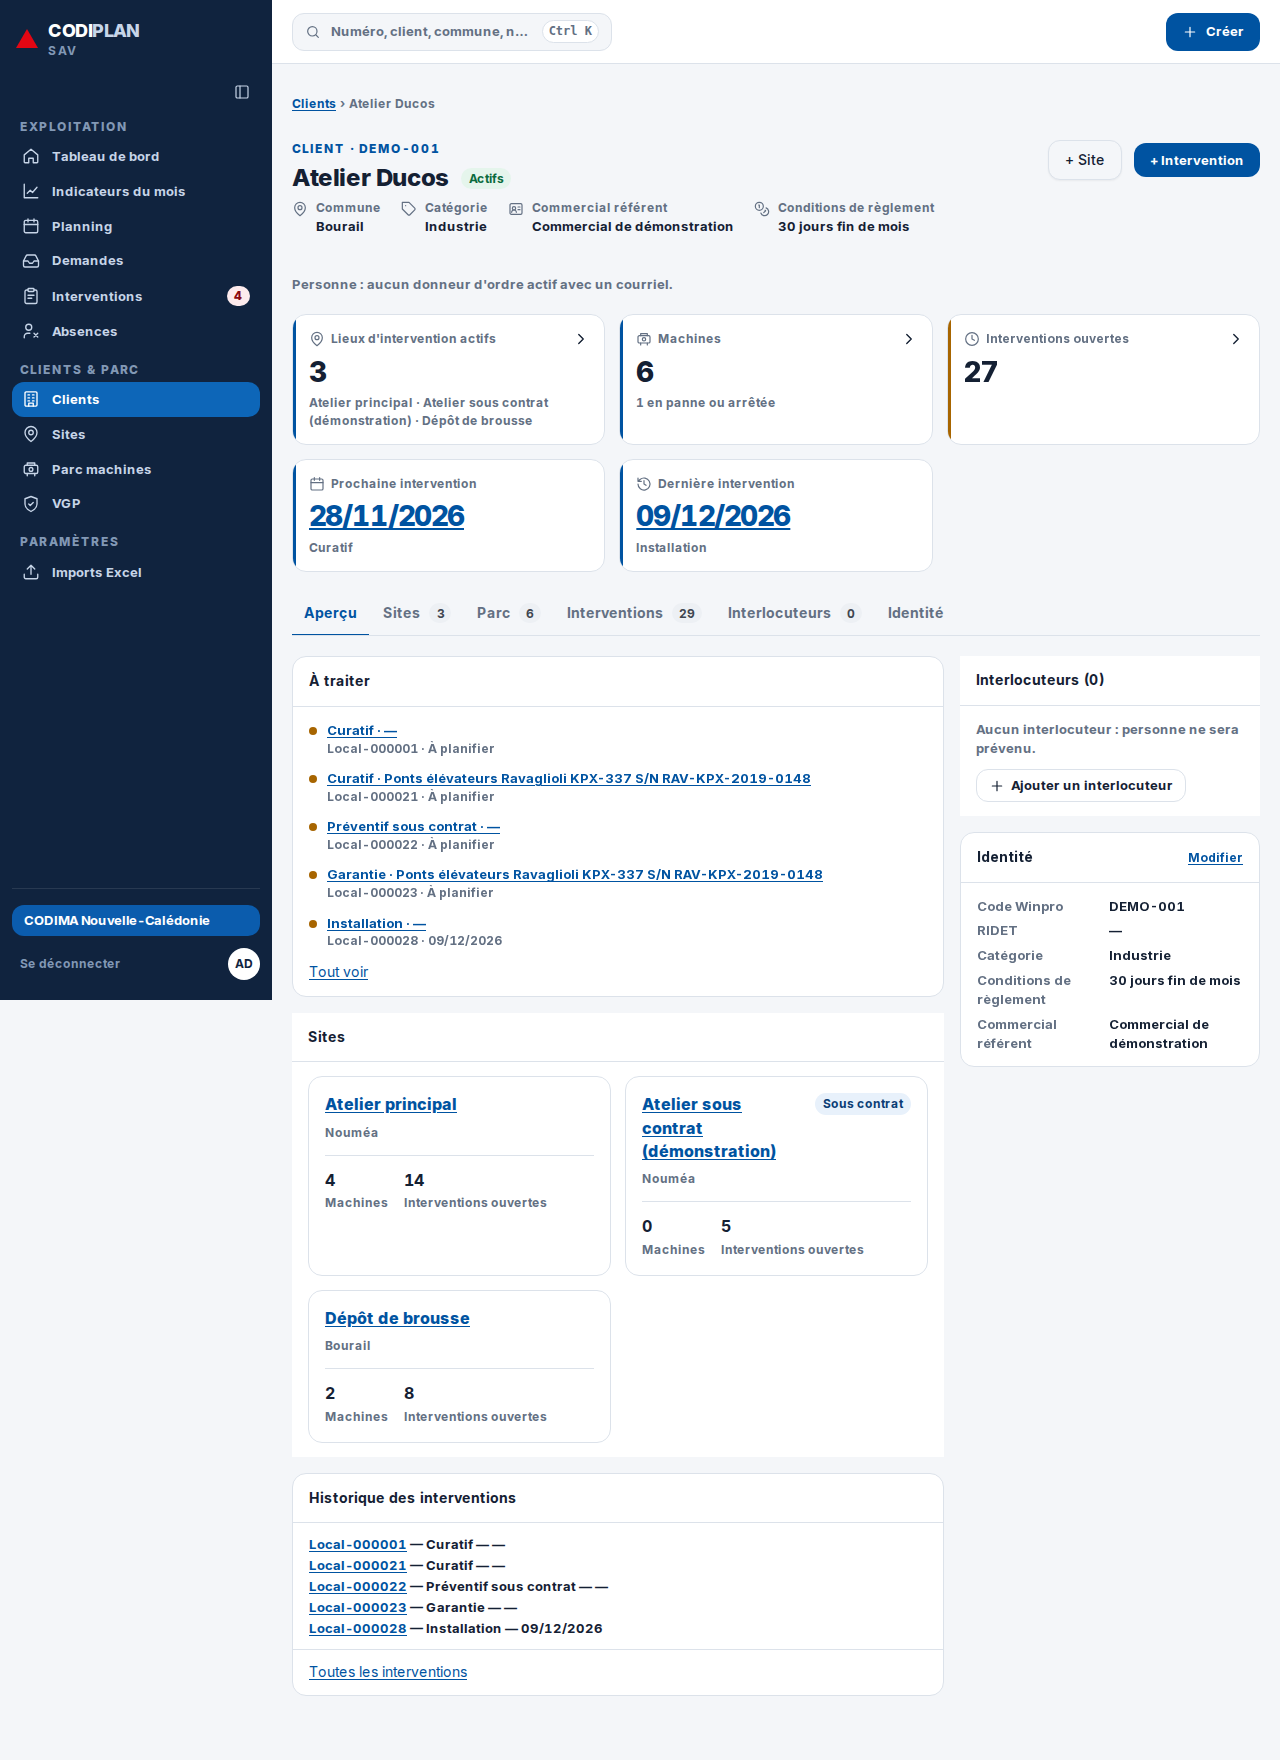 CODIPLAN
SAV
EXPLOITATION
Tableau de bord
Indicateurs du mois
Planning
Demandes
Interventions 4
Absences
CLIENTS & PARC
Clients
Sites
Parc machines
VGP
PARAMÈTRES
Imports Excel
CODIMA Nouvelle-Calédonie
Se déconnecter AD
Numéro, client, commune, n... Ctrl K
+ Créer
Clients › Atelier Ducos
CLIENT · DEMO-001
Atelier Ducos Actifs
+ Site + Intervention
Commune Catégorie Commercial référent Conditions de règlement
Bourail Industrie Commercial de démonstration 30 jours fin de mois
Personne : aucun donneur d'ordre actif avec un courriel.
Lieux d'intervention actifs
3
Atelier principal · Atelier sous contrat
(démonstration) · Dépôt de brousse
Machines
6
1 en panne ou arrêtée
Interventions ouvertes
27
Prochaine intervention
28/11/2026
Curatif
Dernière intervention
09/12/2026
Installation
Aperçu Sites 3 Parc 6 Interventions 29 Interlocuteurs 0 Identité
À traiter
Curatif · —
Local-000001 · À planifier
Curatif · Ponts élévateurs Ravaglioli KPX-337 S/N RAV-KPX-2019-0148
Local-000021 · À planifier
Préventif sous contrat · —
Local-000022 · À planifier
Garantie · Ponts élévateurs Ravaglioli KPX-337 S/N RAV-KPX-2019-0148
Local-000023 · À planifier
Installation · —
Local-000028 · 09/12/2026
Tout voir
Sites
Atelier principal
Nouméa
4 14
Machines Interventions ouvertes
Atelier sous
contrat
(démonstration)
Sous contrat
Nouméa
0 5
Machines Interventions ouvertes
Dépôt de brousse
Bourail
2 8
Machines Interventions ouvertes
Historique des interventions
Local-000001 — Curatif — —
Local-000021 — Curatif — —
Local-000022 — Préventif sous contrat — —
Local-000023 — Garantie — —
Local-000028 — Installation — 09/12/2026
Toutes les interventions
Interlocuteurs (0)
Aucun interlocuteur : personne ne sera
prévenu.
+ Ajouter un interlocuteur
Identité Modifier
Code Winpro DEMO-001
RIDET —
Catégorie Industrie
Conditions de 30 jours fin de mois
règlement
Commercial Commercial de
référent démonstration